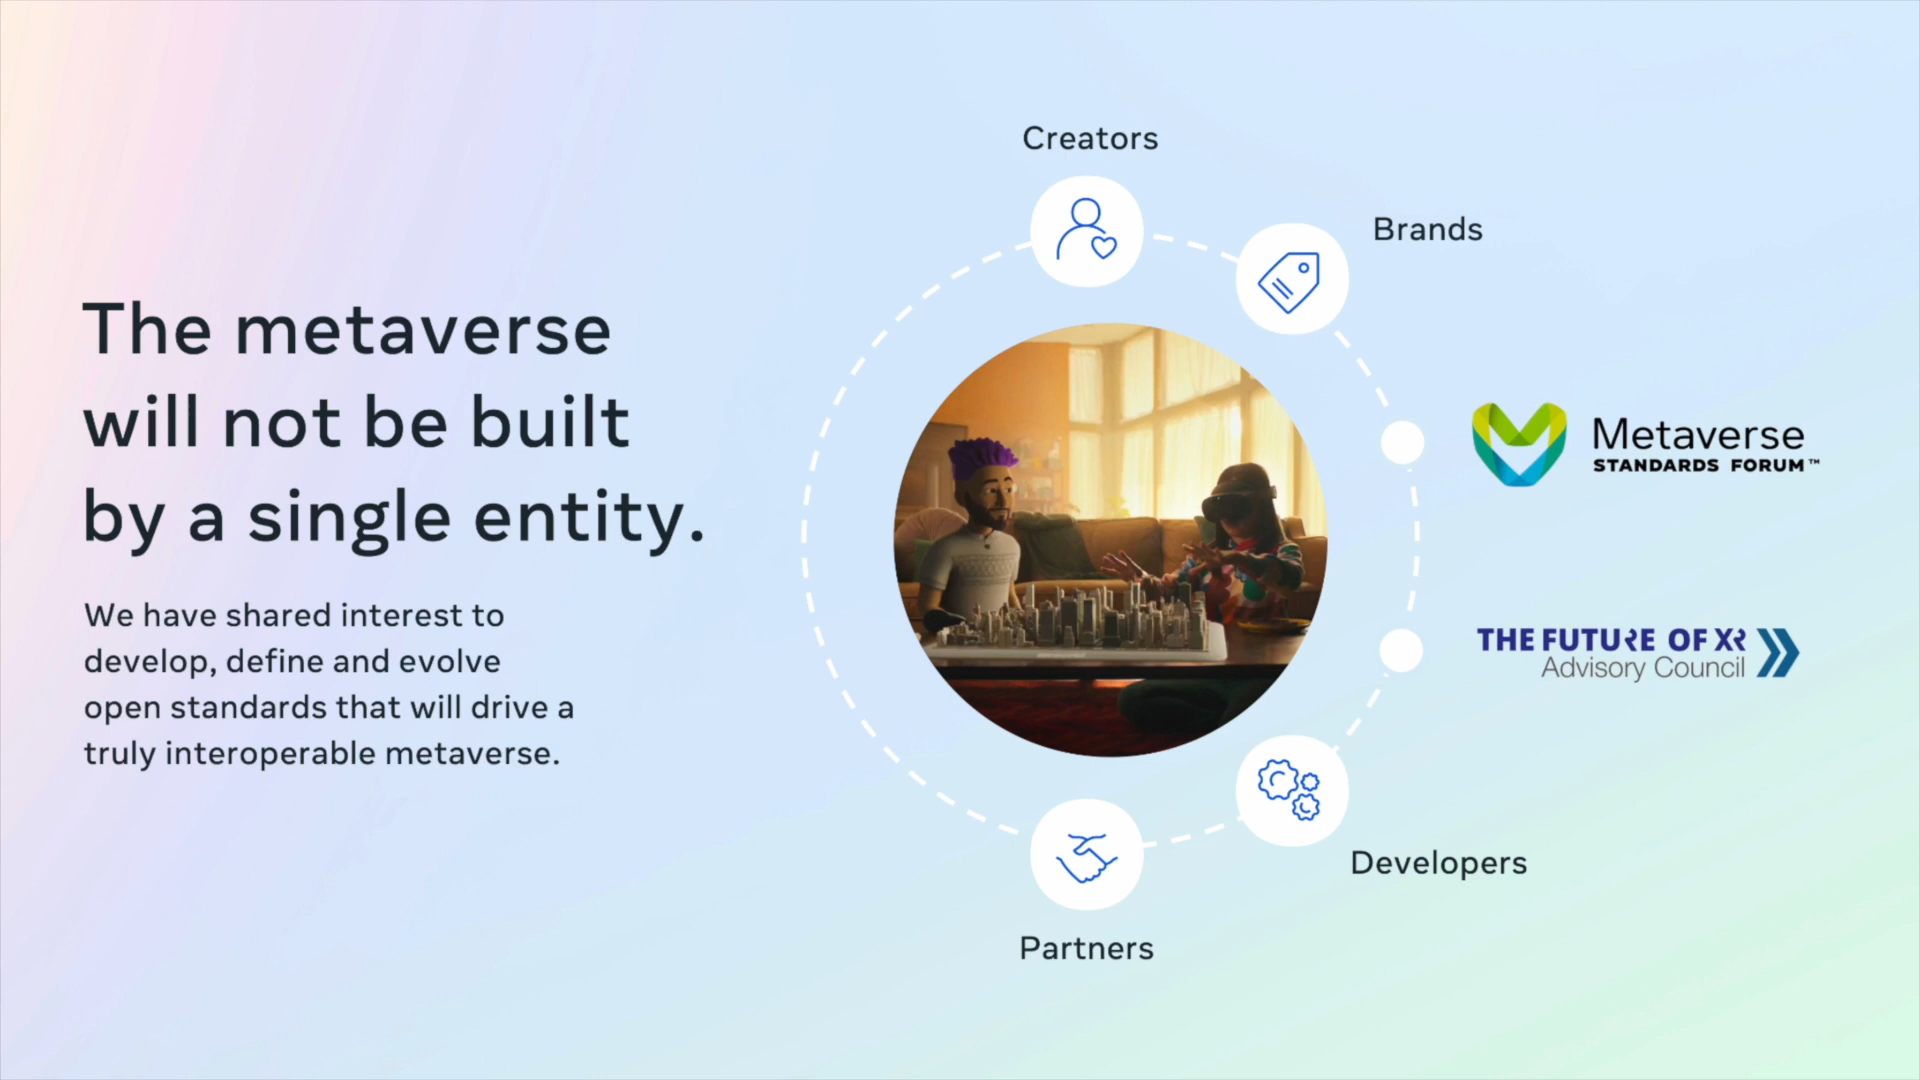 The metaverse
will not be built
by a single entity.
We have shared interest to
develop, define and evolve
open standards that will drive a
truly interoperable metaverse.
Creators
Brands
Metaverse
STANDARDS FORUM™
THE FUTURE OF XR
Advisory Council
Developers
Partners